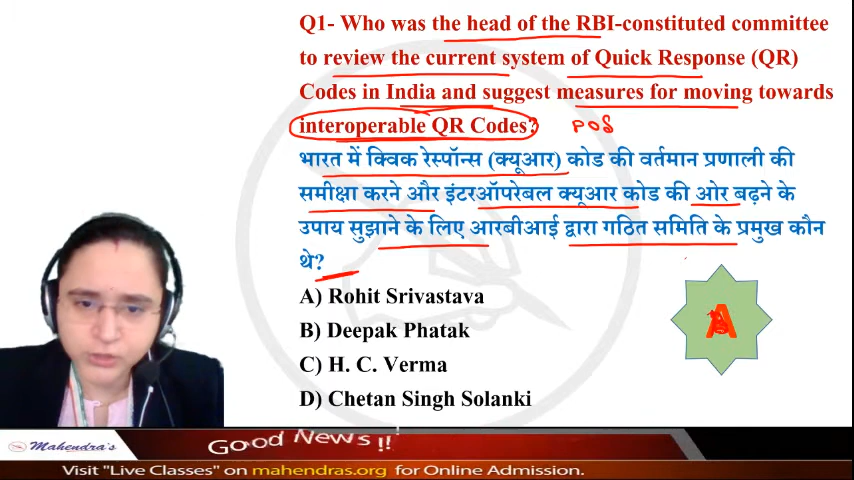 Q1- Who was the head of the RBI-constituted committee
to review the current system of Quick Response (QR)
Codes in India and suggest measures for moving towards
interoperable QR Codes? POS
भारत में क्विक रेस्पॉन्स (क्यूआर) कोड की वर्तमान प्रणाली की
समीक्षा करने और इंटरऑपरेबल क्यूआर कोड की ओर बढ़ने के
उपाय सुझाने के लिए आरबीआई द्वारा गठित समिति के प्रमुख कौन
थे?
A) Rohit Srivastava
B) Deepak Phatak
C) H. C. Verma
D) Chetan Singh Solanki
A
Mahendra's
Good News !!
Visit "Live Classes" on mahendras.org for Online Admission.